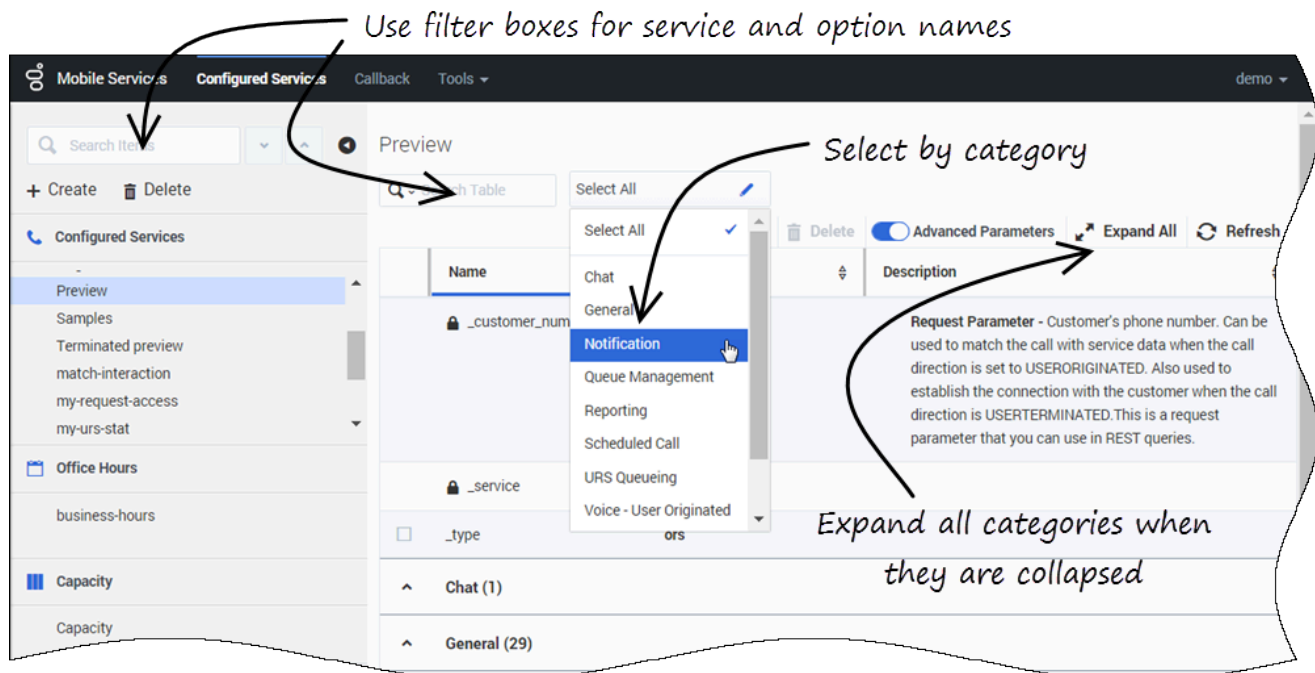 Use filter boxes for service and option names
Mobile Services Configured Services Callback Tools demo
Search Items
Preview
Select by category
+ Create Delete
Search Table Select All
Configured Services
Select All
Delete Advanced Parameters Expand All Refresh
Name Description
Preview
Samples
Terminated preview
match-interaction
my-request-access
my-urs-stat
Chat
General
Notification
Queue Management
Reporting
Scheduled Call
URS Queueing
Voice - User Originated
_customer_num
Request Parameter - Customer's phone number. Can be
used to match the call with service data when the call
direction is set to USERORIGINATED. Also used to
establish the connection with the customer when the call
direction is USERTERMINATED.This is a request
parameter that you can use in REST queries.
Office Hours
business-hours
_service
_type ors
Expand all categories when
they are collapsed
Capacity
Capacity
Chat (1)
General (29)